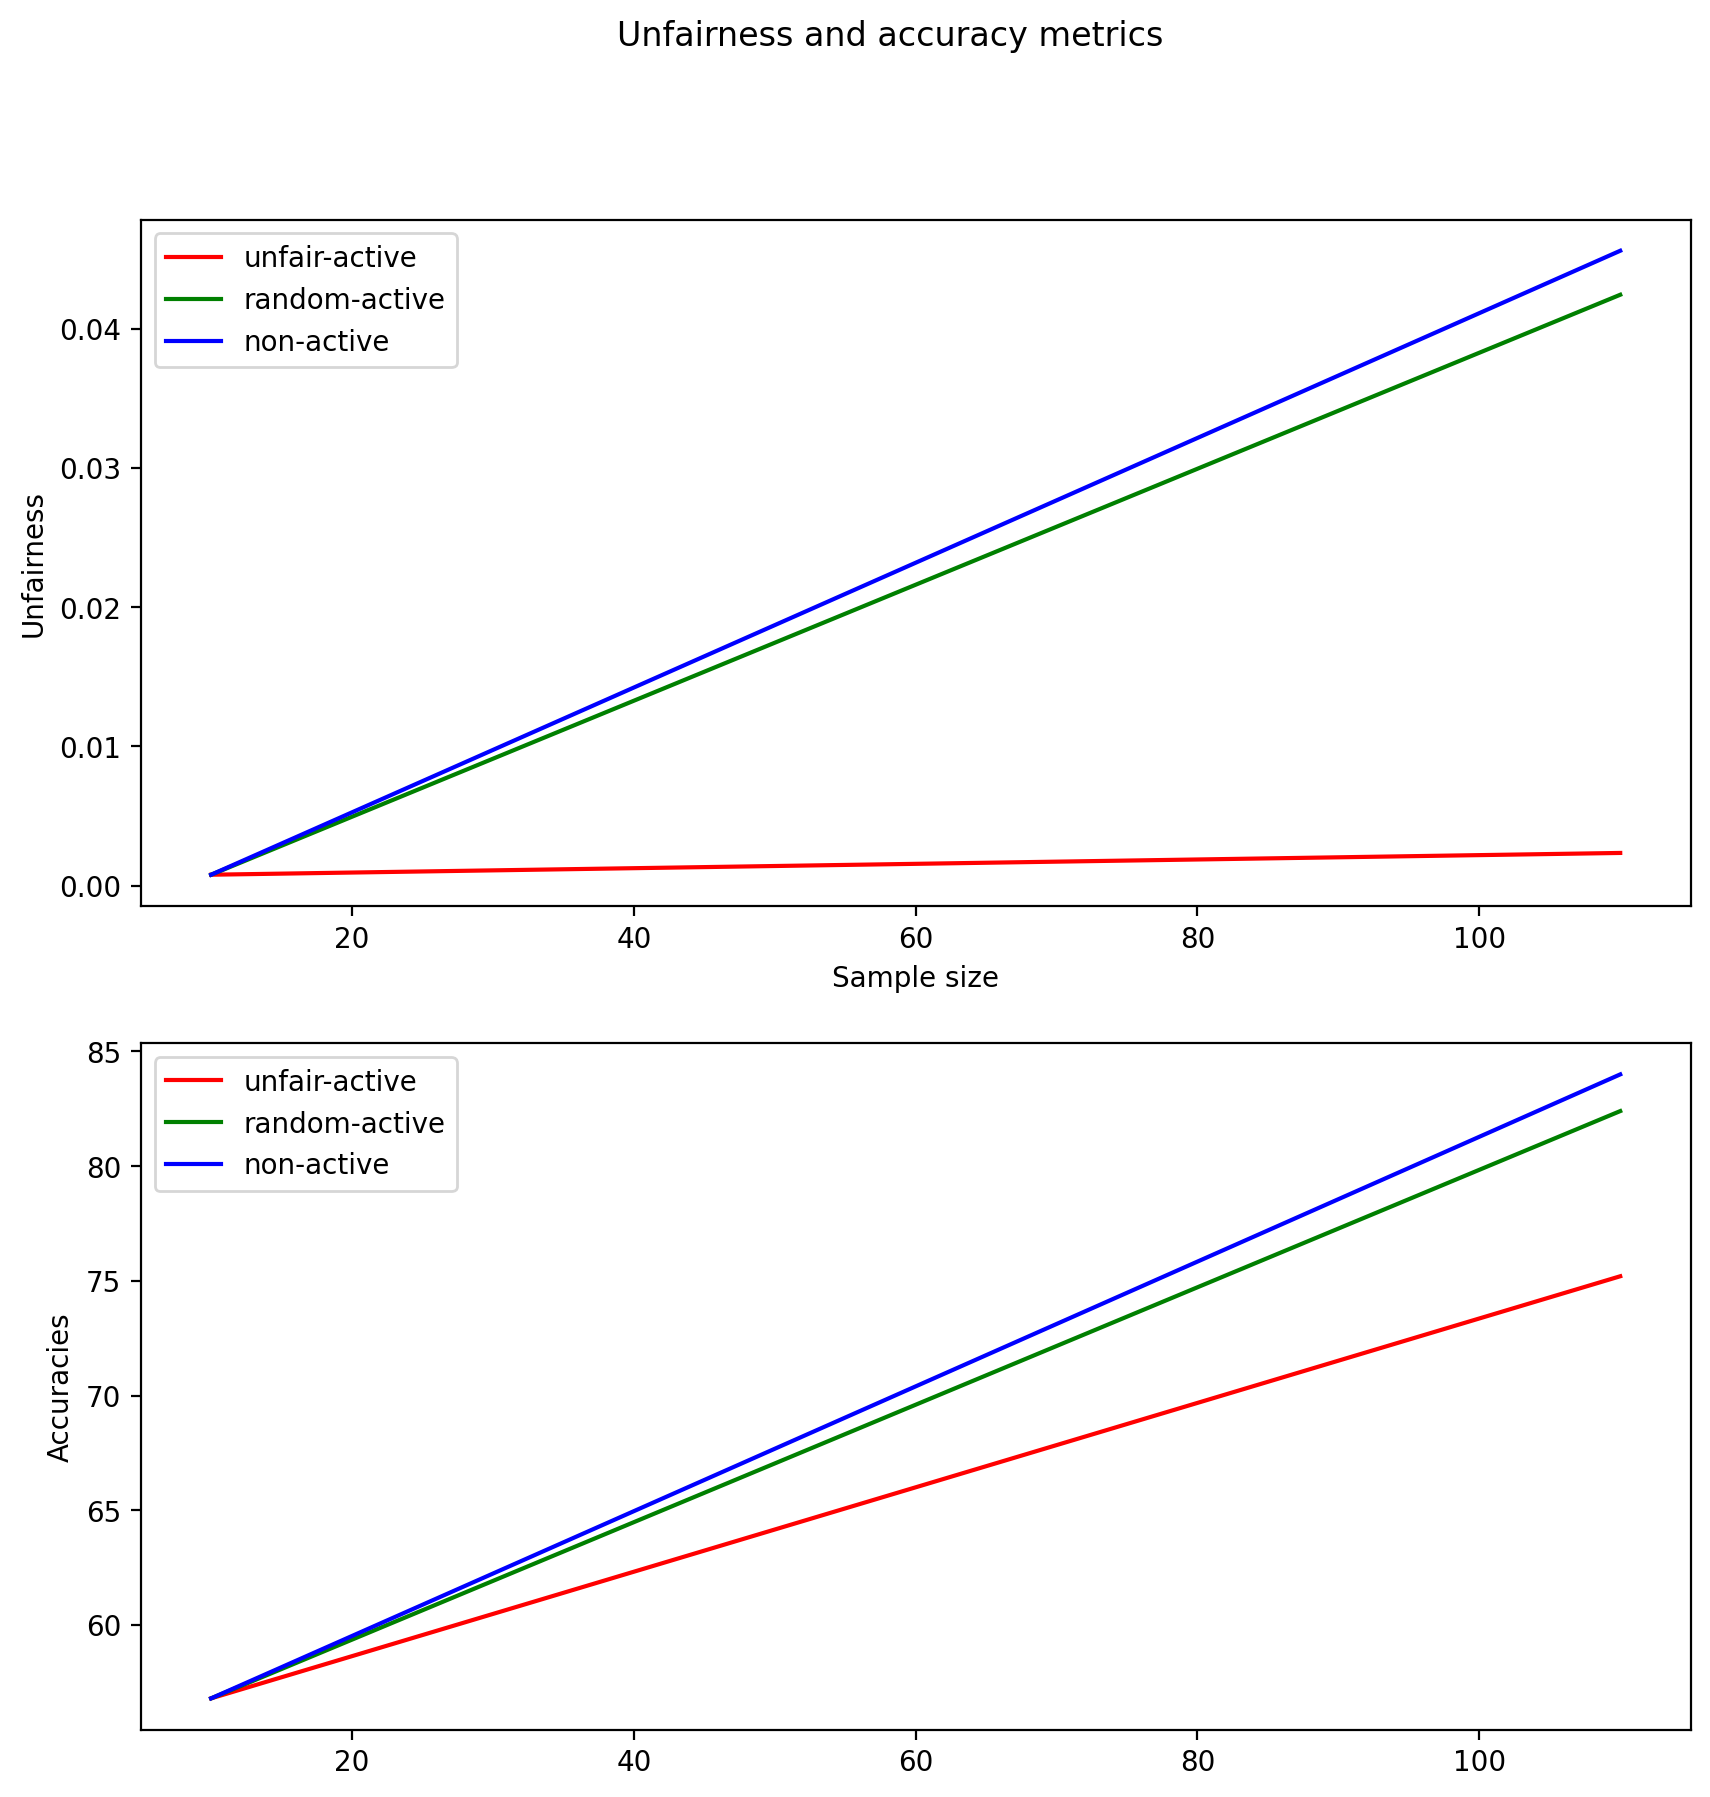 Unfairness and accuracy metrics
unfair-active
random-active
non-active
0.04
0.03
0.02
0.01
0.00
Unfairness
20 40 60 80 100
Sample size
unfair-active
random-active
non-active
85
80
75
70
65
60
Accuracies
20 40 60 80 100